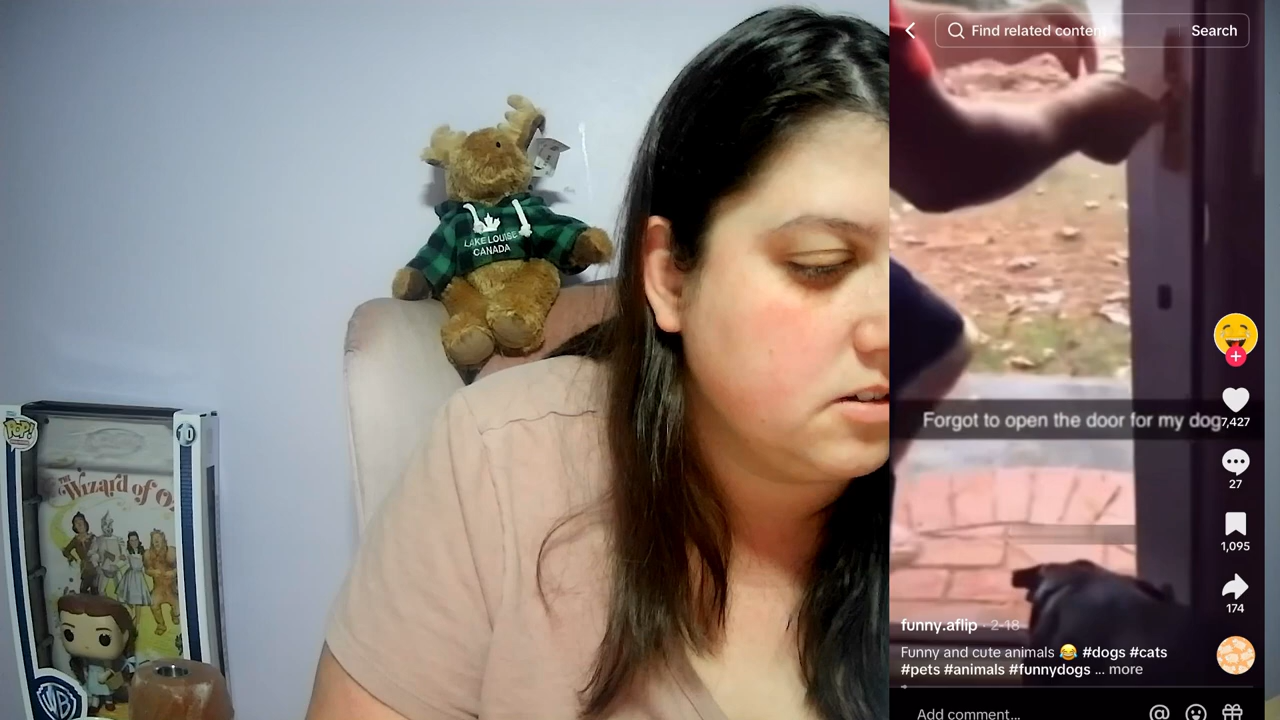 Find related content
Search
LAKE LOUISE
CANADA
POP!
10
THE
Wizard of Oz
WB
Forgot to open the door for my dog
7,427
27
1,095
174
funny.aflip · 2-18
Funny and cute animals 😂 #dogs #cats
#pets #animals #funnydogs ... more
Add comment...